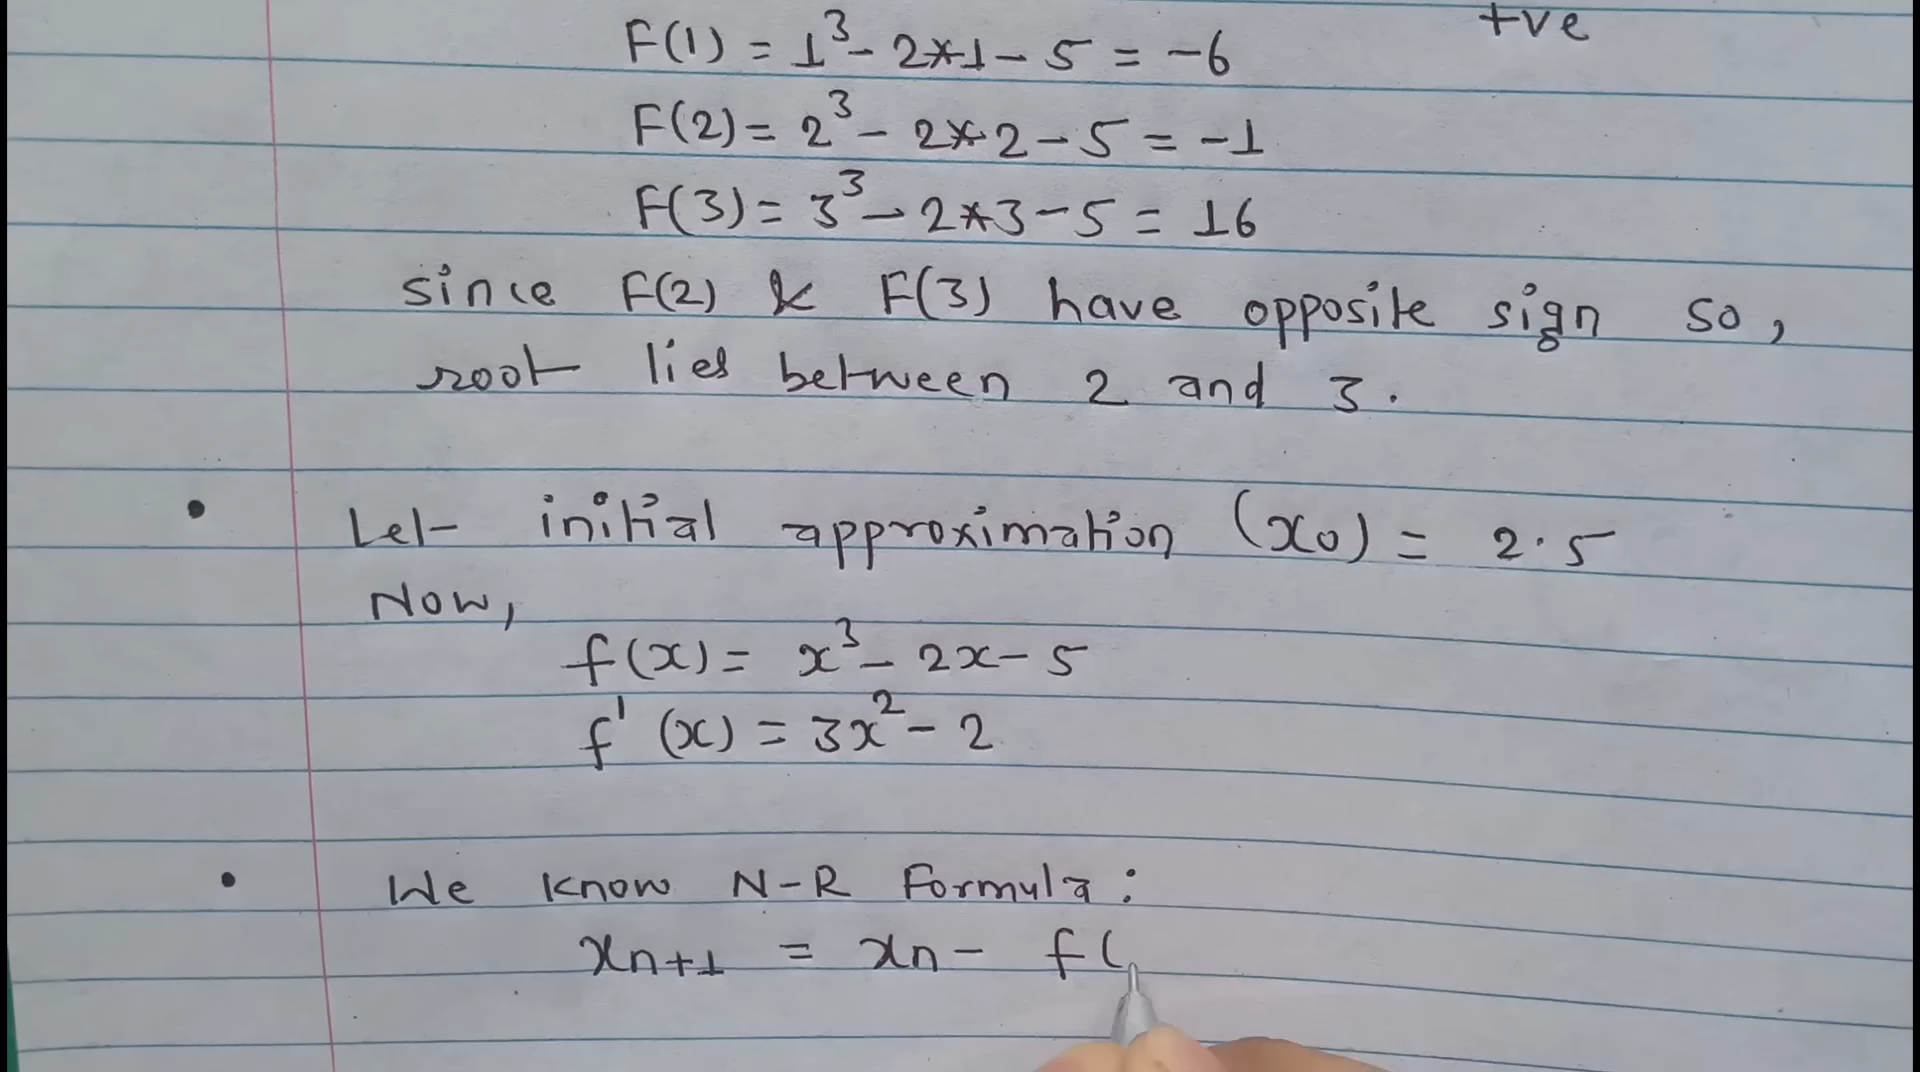 +ve
F(1) = 1³ - 2*1 - 5 = -6
F(2) = 2³ - 2*2 - 5 = -1
F(3) = 3³ - 2*3 - 5 = 16
since F(2) & F(3) have opposite sign so,
root lies between 2 and 3.
• Let initial approximation (x₀) = 2.5
Now,
f(x) = x³ - 2x - 5
f'(x) = 3x² - 2
• We know N-R Formula:
xₙ₊₁ = xₙ - f(